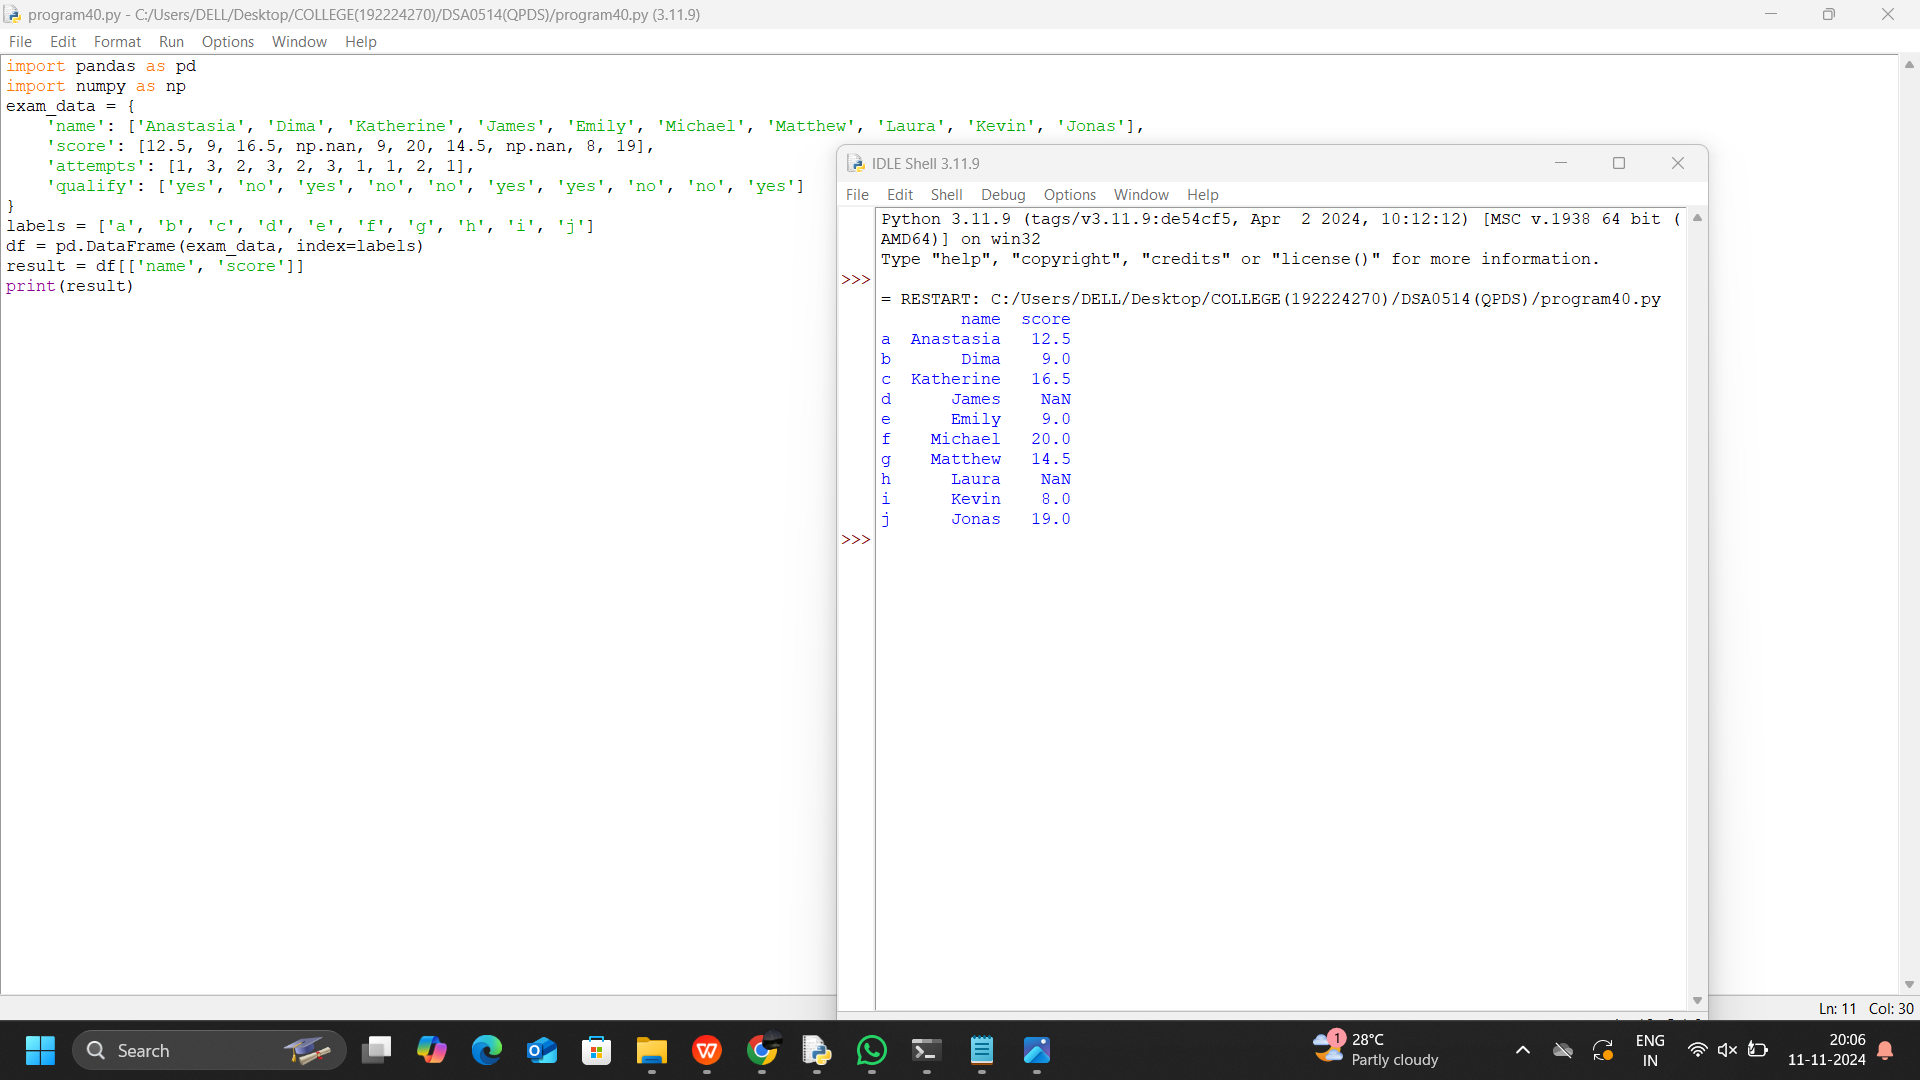 program40.py - C:/Users/DELL/Desktop/COLLEGE(192224270)/DSA0514(QPDS)/program40.py (3.11.9)
File Edit Format Run Options Window Help
import pandas as pd
import numpy as np
exam_data = {
    'name': ['Anastasia', 'Dima', 'Katherine', 'James', 'Emily', 'Michael', 'Matthew', 'Laura', 'Kevin', 'Jonas'],
    'score': [12.5, 9, 16.5, np.nan, 9, 20, 14.5, np.nan, 8, 19],
    'attempts': [1, 3, 2, 3, 2, 3, 1, 1, 2, 1],
    'qualify': ['yes', 'no', 'yes', 'no', 'no', 'yes', 'yes', 'no', 'no', 'yes']
}
labels = ['a', 'b', 'c', 'd', 'e', 'f', 'g', 'h', 'i', 'j']
df = pd.DataFrame(exam_data, index=labels)
result = df[['name', 'score']]
print(result)
IDLE Shell 3.11.9
File Edit Shell Debug Options Window Help
Python 3.11.9 (tags/v3.11.9:de54cf5, Apr  2 2024, 10:12:12) [MSC v.1938 64 bit (
AMD64)] on win32
Type "help", "copyright", "credits" or "license()" for more information.
>>>
= RESTART: C:/Users/DELL/Desktop/COLLEGE(192224270)/DSA0514(QPDS)/program40.py
        name  score
a  Anastasia   12.5
b       Dima    9.0
c  Katherine   16.5
d      James    NaN
e      Emily    9.0
f    Michael   20.0
g    Matthew   14.5
h      Laura    NaN
i      Kevin    8.0
j      Jonas   19.0
>>>
Ln: 11 Col: 30
Search
1
28°C
Partly cloudy
ENG
IN
20:06
11-11-2024